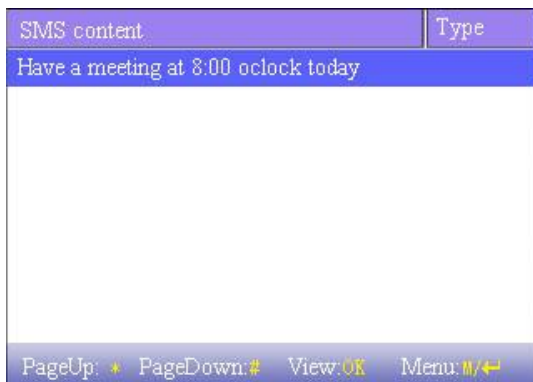 SMS content Type
Have a meeting at 8:00 oclock today
PageUp: * PageDown:# View:OK Menu:M/↵